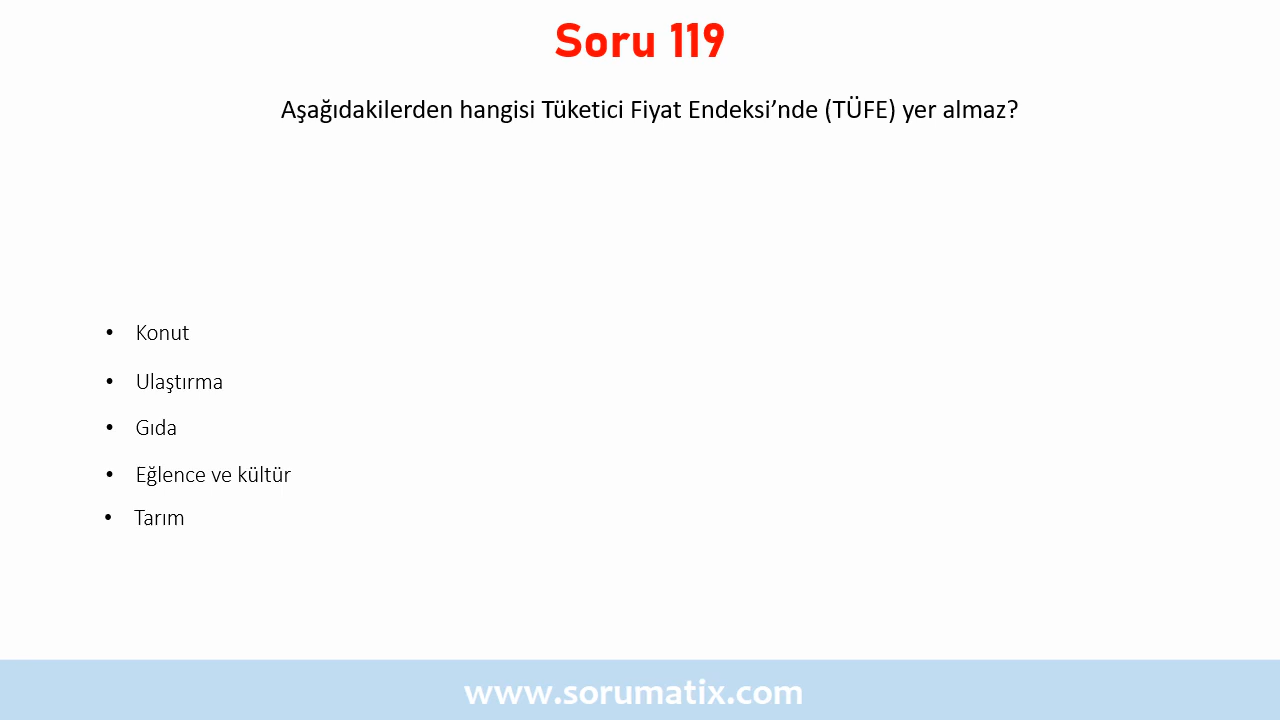 Soru 119
Aşağıdakilerden hangisi Tüketici Fiyat Endeksi’nde (TÜFE) yer almaz?
• Konut
• Ulaştırma
• Gıda
• Eğlence ve kültür
• Tarım
www.sorumatix.com